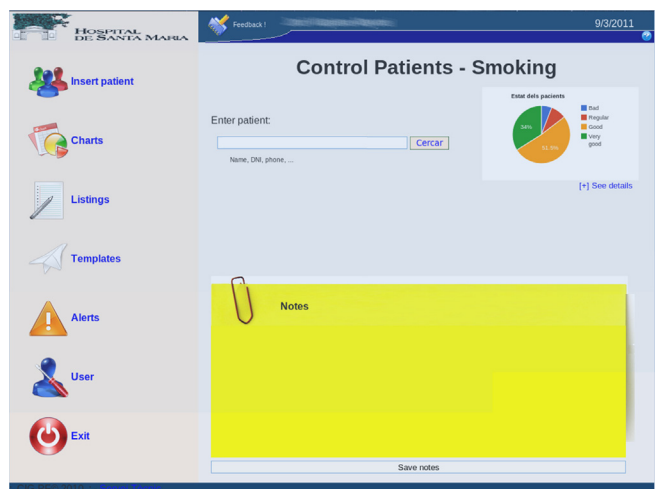 HOSPITAL
DE SANTA MARIA
Feedback !
9/3/2011
Insert patient
Charts
Listings
Templates
Alerts
User
Exit
Control Patients - Smoking
Enter patient:
Cercar
Name, DNI, phone, ...
Estat dels pacients
34%
51.5%
Bad
Regular
Good
Very
good
[+] See details
Notes
Save notes